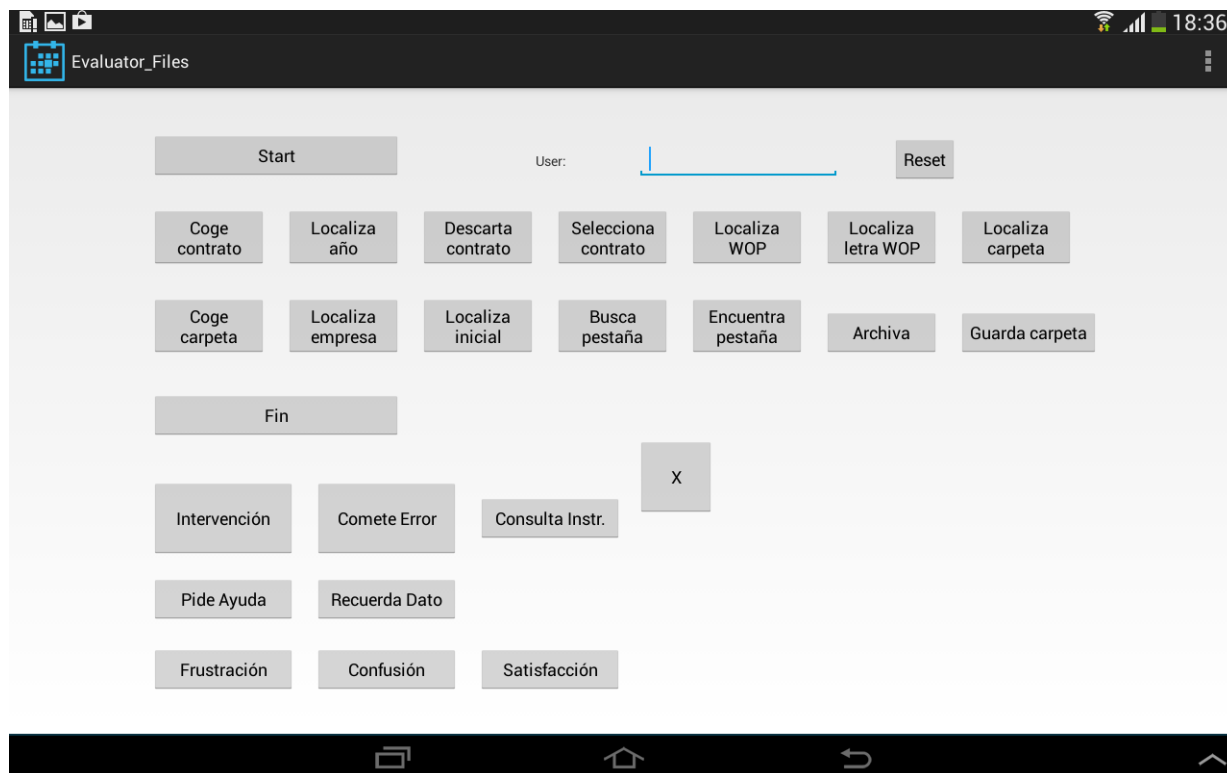 18:36
Evaluator_Files
Start
User:
Reset
Coge
contrato
Localiza
año
Descarta
contrato
Selecciona
contrato
Localiza
WOP
Localiza
letra WOP
Localiza
carpeta
Coge
carpeta
Localiza
empresa
Localiza
inicial
Busca
pestaña
Encuentra
pestaña
Archiva
Guarda carpeta
Fin
X
Intervención
Comete Error
Consulta Instr.
Pide Ayuda
Recuerda Dato
Frustración
Confusión
Satisfacción